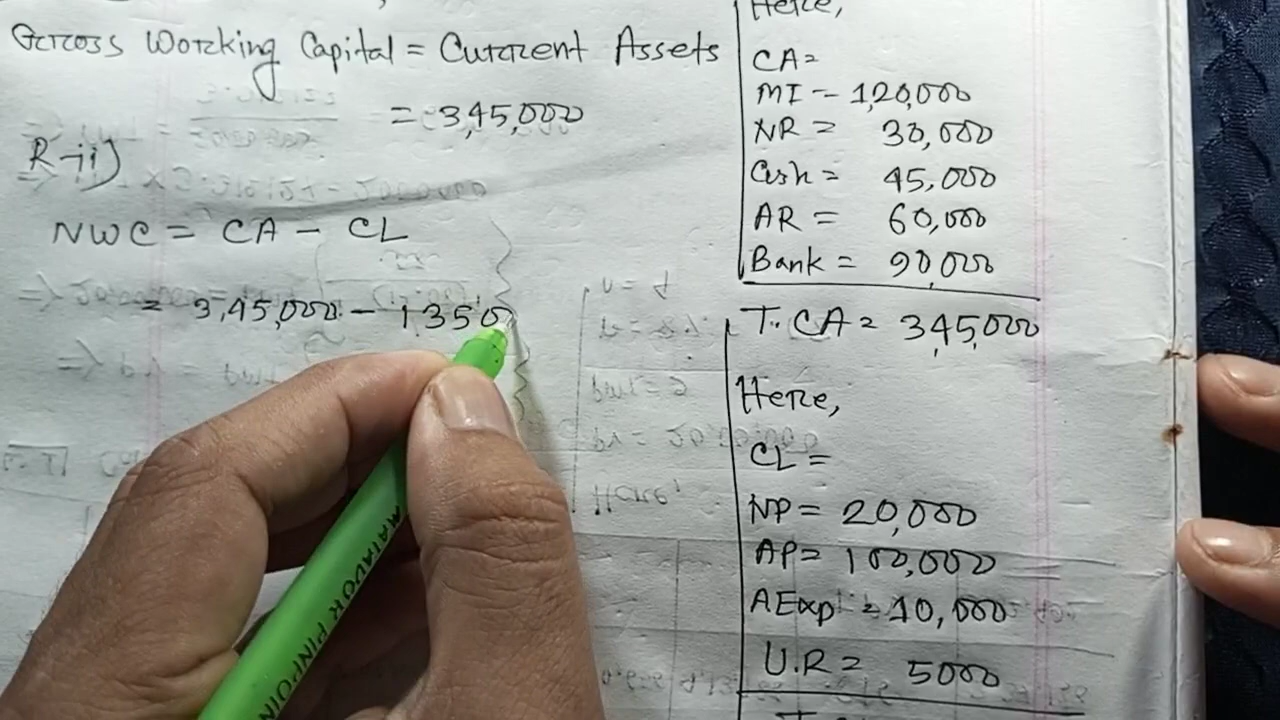 Gross Working Capital = Current Assets
= 3,45,000
R-ii)
NWC = CA - CL
= 3,45,000 - 1350
Here,
CA=
MI - 1,20,000
NR = 30,000
Cash = 45,000
AR = 60,000
Bank = 90,000
T. CA = 345,000
Here,
CL =
NP = 20,000
AP = 100,000
AExp = 10,000
U.R = 5000
MATADOR PINPOIN